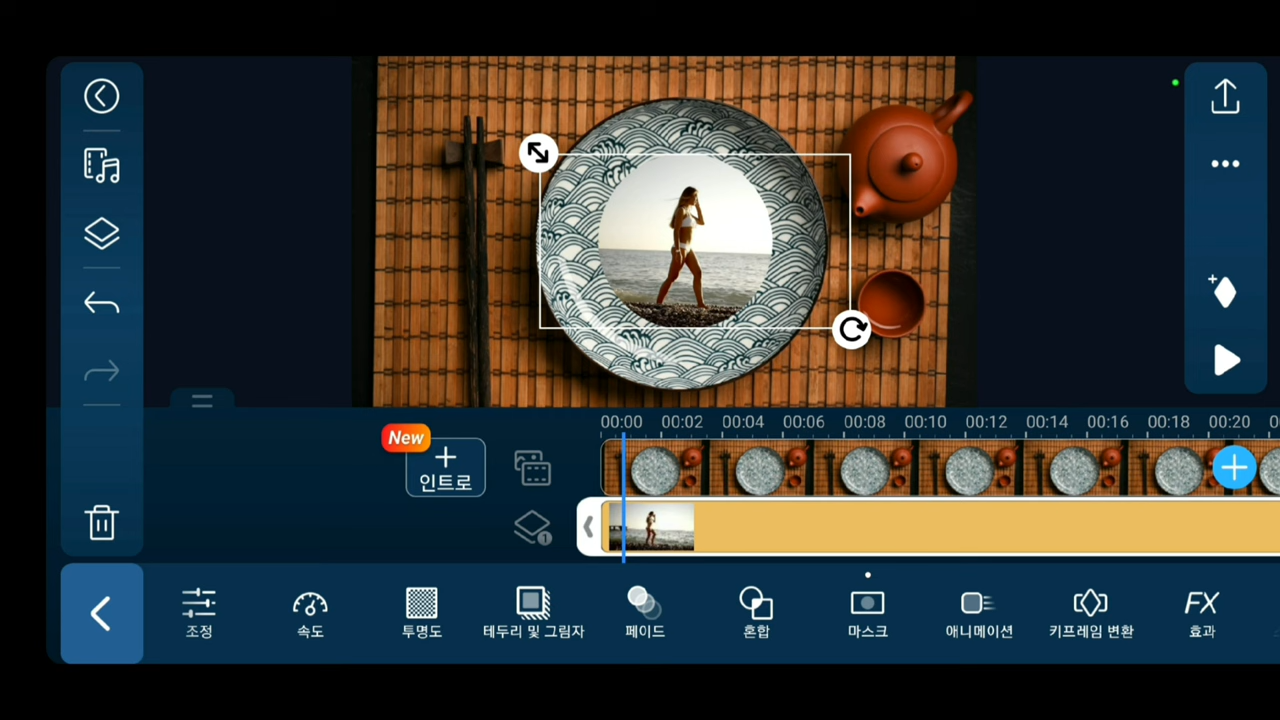 00:00 00:02 00:04 00:06 00:08 00:10 00:12 00:14 00:16 00:18 00:20
New
인트로
1
조정 속도 투명도 테두리 및 그림자 페이드 혼합 마스크 애니메이션 키프레임 변환 FX 효과